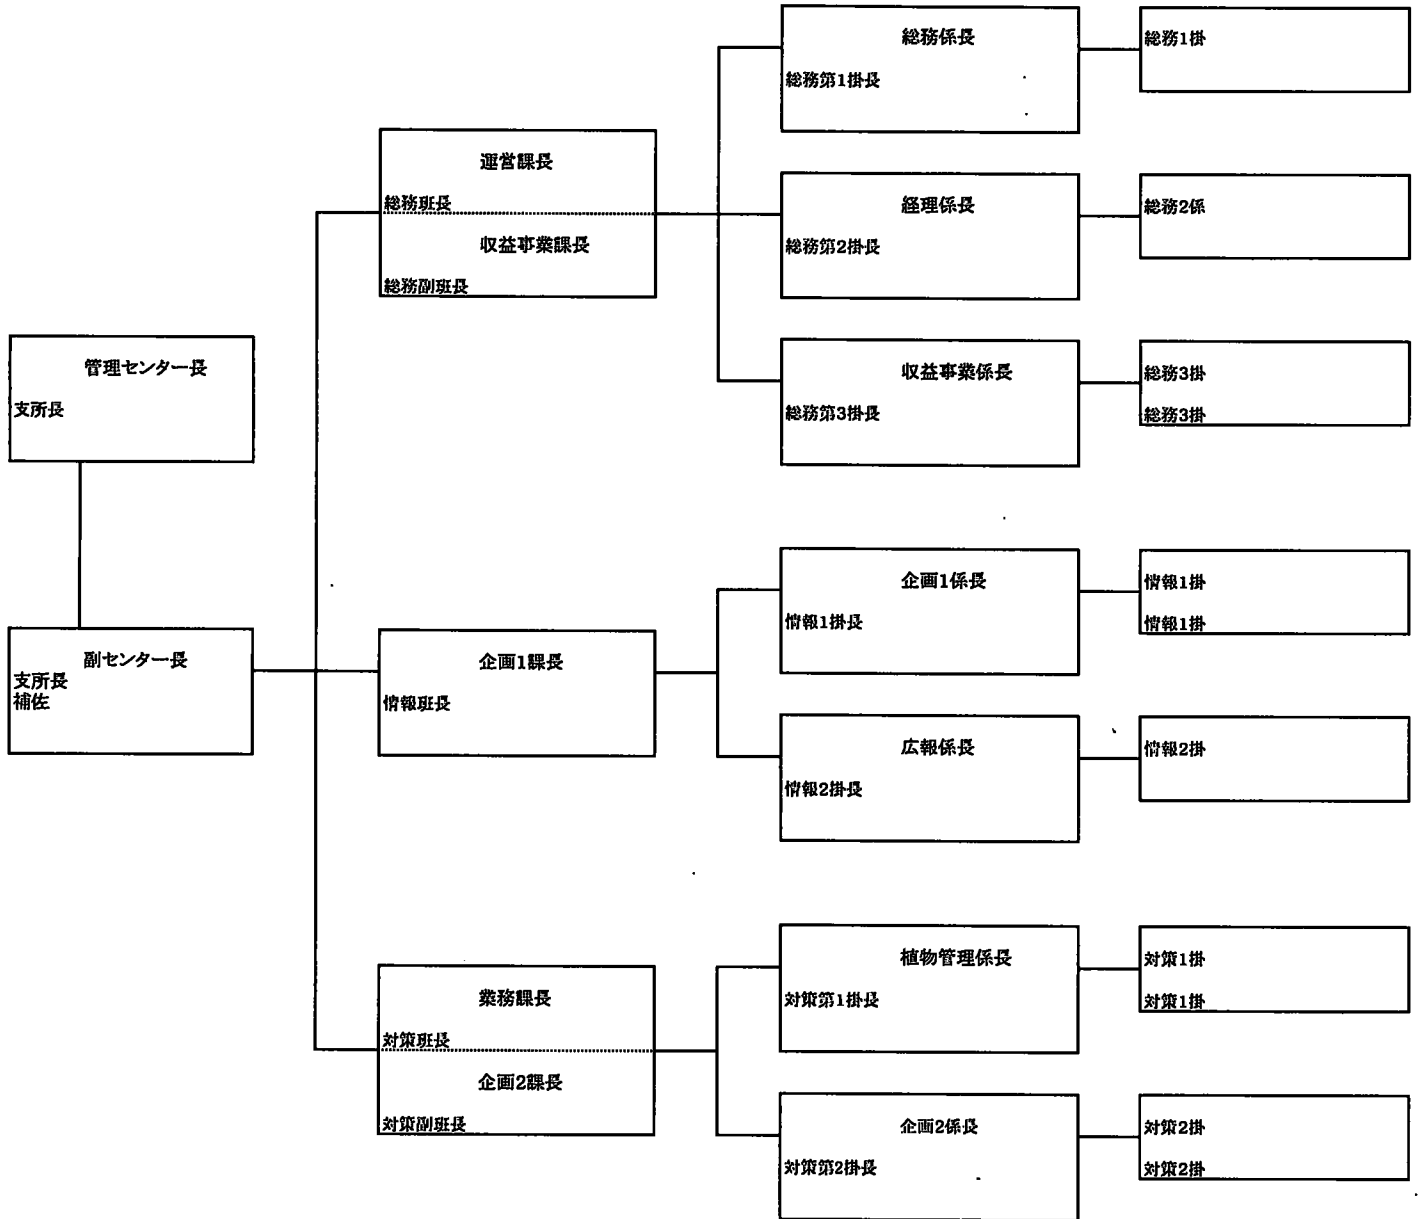 管理センター長
支所長
副センター長
支所長
補佐
運営課長
総務班長
収益事業課長
総務副班長
企画1課長
情報班長
業務課長
対策班長
企画2課長
対策副班長
総務係長
総務第1掛長
経理係長
総務第2掛長
収益事業係長
総務第3掛長
企画1係長
情報1掛長
広報係長
情報2掛長
植物管理係長
対策第1掛長
企画2係長
対策第2掛長
総務1掛
総務2係
総務3掛
総務3掛
情報1掛
情報1掛
情報2掛
対策1掛
対策1掛
対策2掛
対策2掛